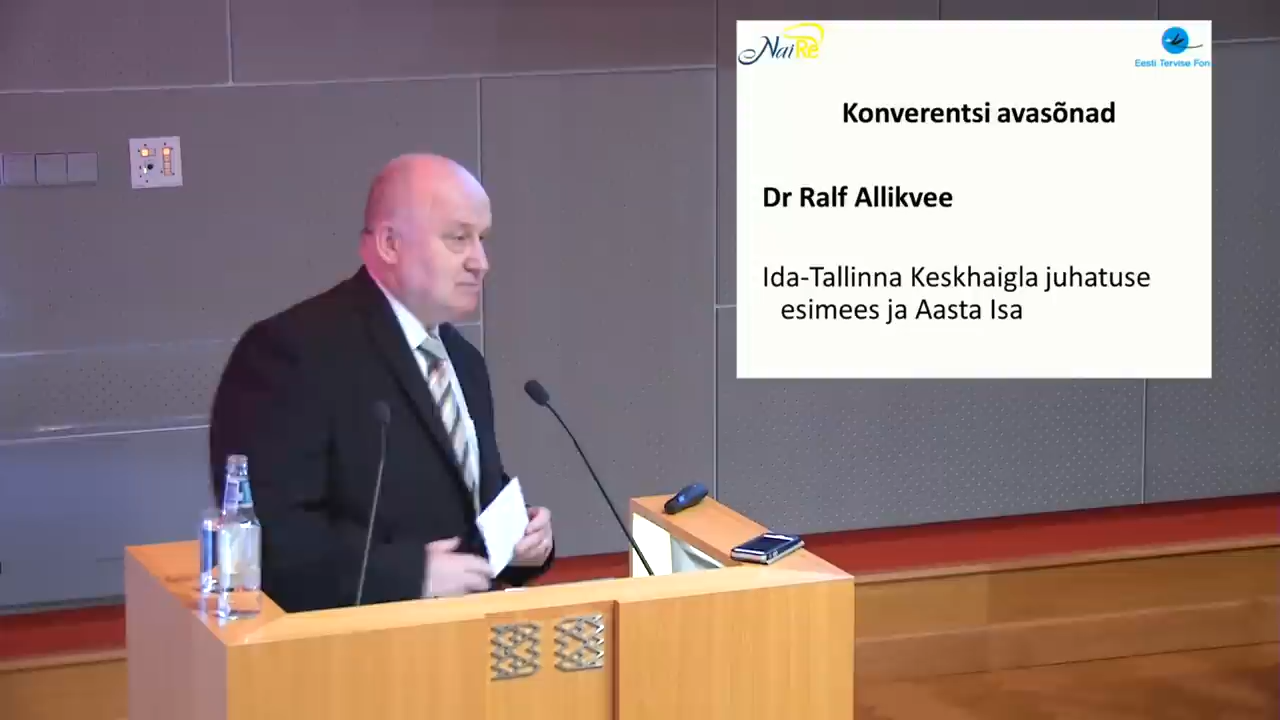 NaiRe
Eesti Tervise Fon
Konverentsi avasõnad
Dr Ralf Allikvee
Ida-Tallinna Keskhaigla juhatuse
esimees ja Aasta Isa